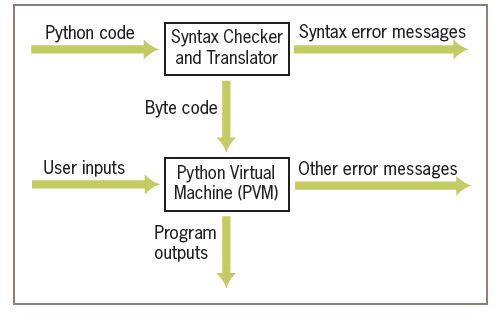 Python code
Syntax Checker
and Translator
Syntax error messages
Byte code
User inputs
Python Virtual
Machine (PVM)
Other error messages
Program
outputs